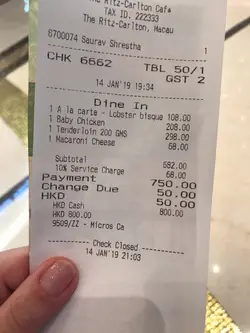 The Ritz-Carlton Cafe
TAX ID. 222333
The Ritz-Carlton, Macau
8700074 Saurav Shrestha 1
CHK 6662 TBL 50/1
GST 2
14 JAN'19 19:34
Dine In
1 A la carte - Lobster bisque 108.00
1 Baby Chicken 208.00
1 Tenderloin 200 GMS 298.00
1 Macaroni Cheese 68.00
Subtotal 682.00
10% Service Charge 68.00
Payment 750.00
Change Due 50.00
HKD 50.00
HKD Cash 800.00
HKD 800.00
9509/ZZ - Micros Ca
Check Closed
14 JAN'19 21:03